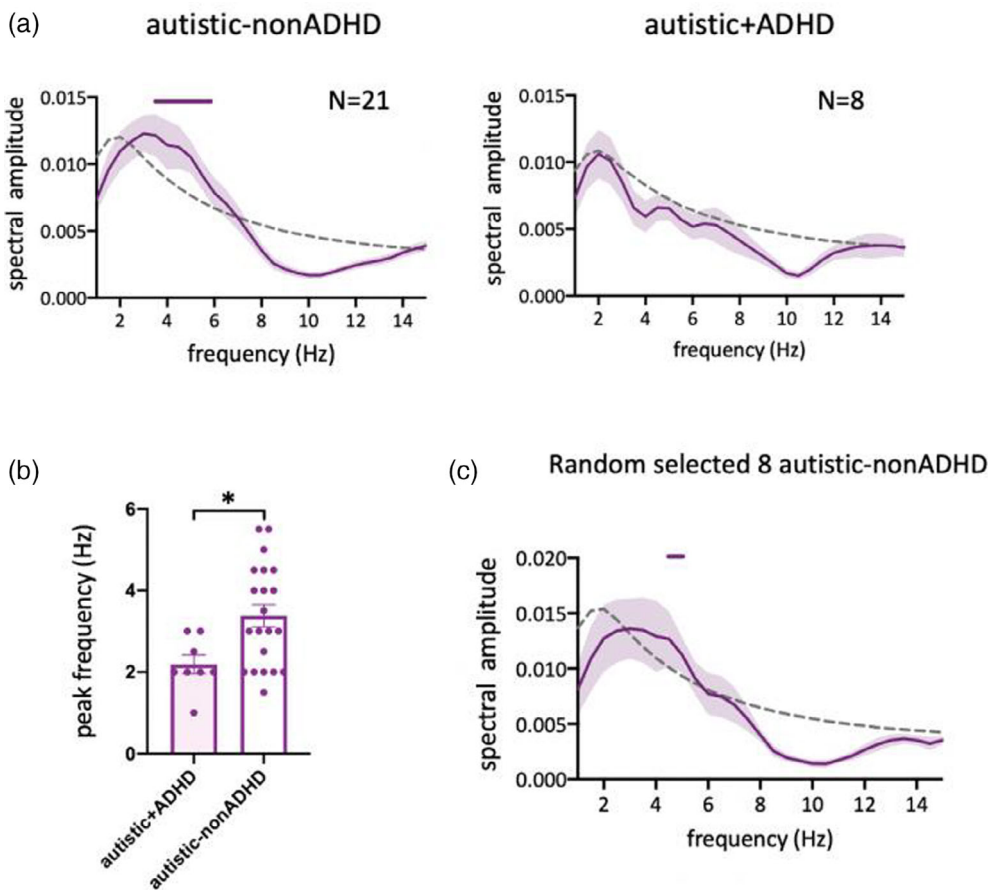 (a)
autistic-nonADHD
autistic+ADHD
N=21
spectral amplitude
0.015
0.010
0.005
0.000
2 4 6 8 10 12 14
frequency (Hz)
N=8
spectral amplitude
0.015
0.010
0.005
0.000
2 4 6 8 10 12 14
frequency (Hz)
(b)
*
peak frequency (Hz)
6
4
2
0
autistic+ADHD
autistic-nonADHD
(c)
Random selected 8 autistic-nonADHD
spectral amplitude
0.020
0.015
0.010
0.005
0.000
2 4 6 8 10 12 14
frequency (Hz)